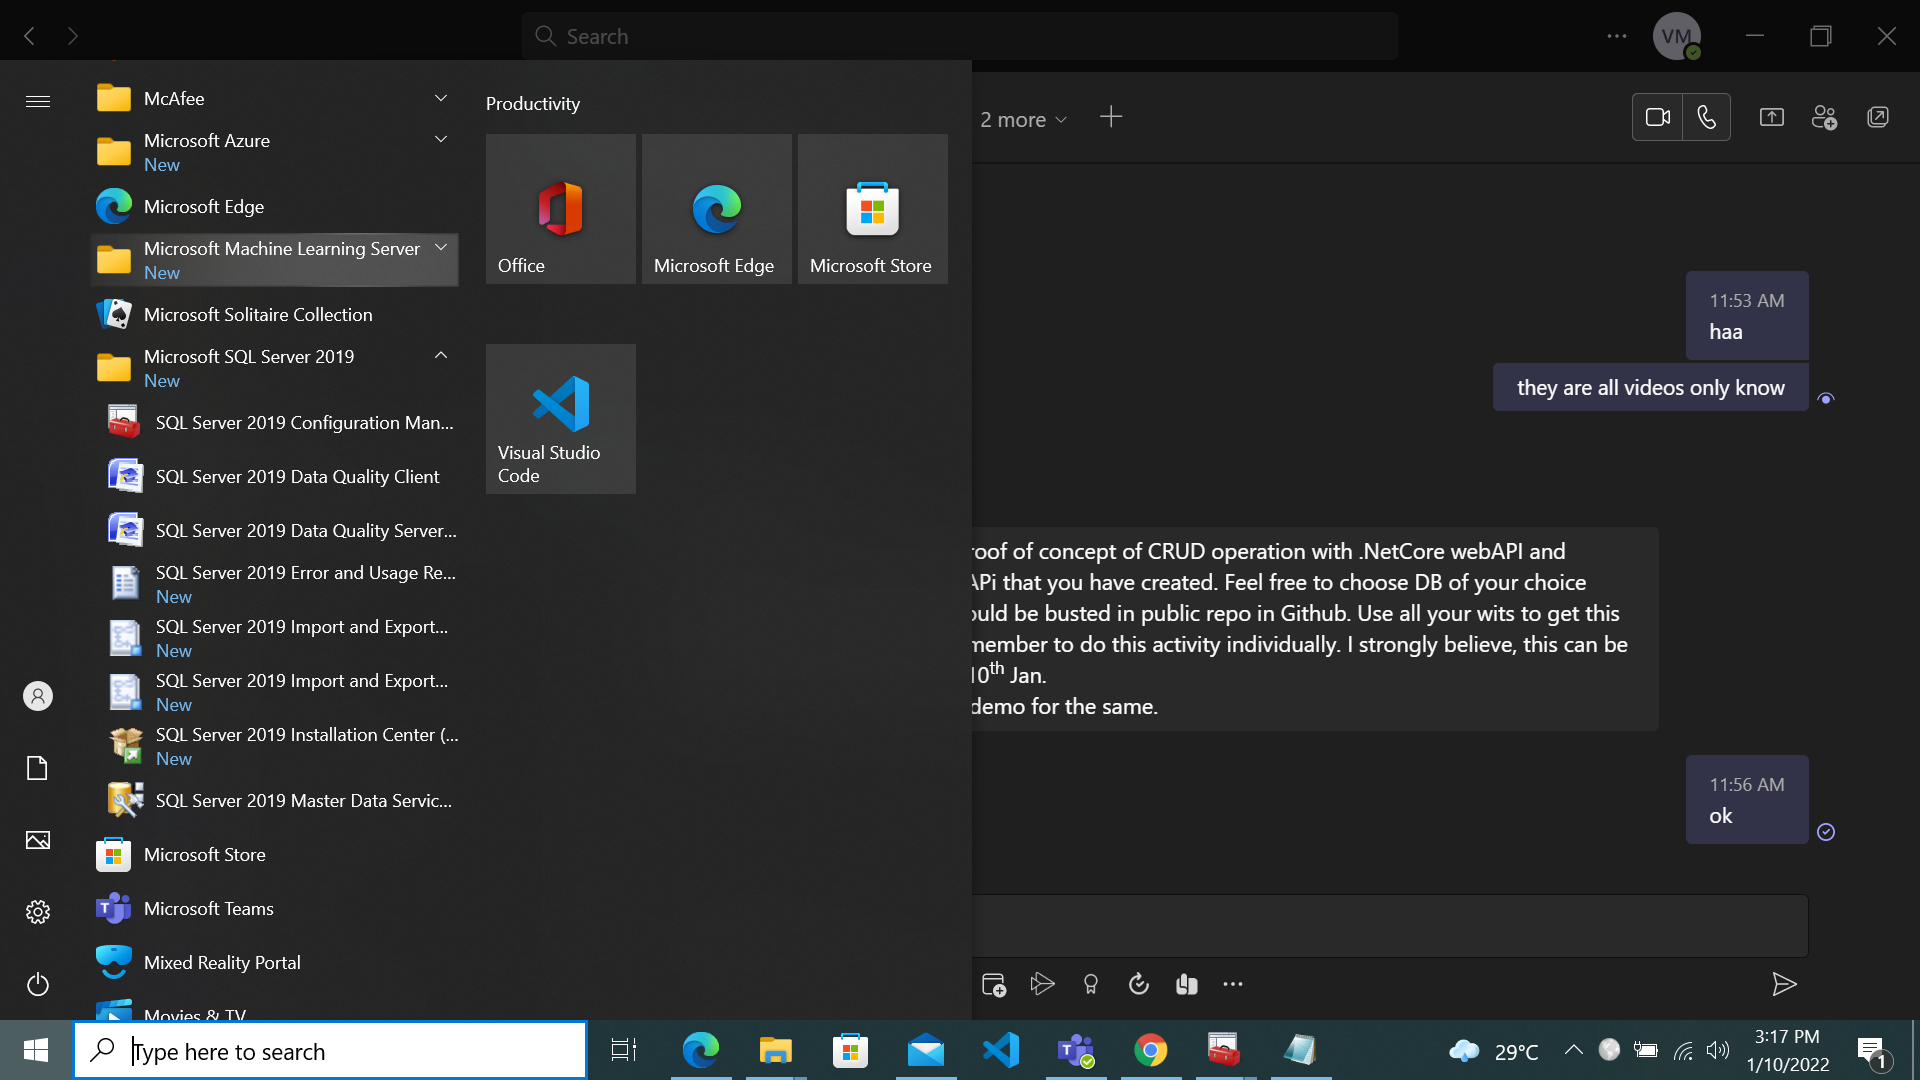 Search
VM
McAfee
Microsoft Azure
New
Microsoft Edge
Microsoft Machine Learning Server
New
Microsoft Solitaire Collection
Microsoft SQL Server 2019
New
SQL Server 2019 Configuration Man...
SQL Server 2019 Data Quality Client
SQL Server 2019 Data Quality Server...
SQL Server 2019 Error and Usage Re...
New
SQL Server 2019 Import and Export...
New
SQL Server 2019 Import and Export...
New
SQL Server 2019 Installation Center (...
New
SQL Server 2019 Master Data Servic...
Microsoft Store
Microsoft Teams
Mixed Reality Portal
Movies & TV
Productivity
Office
Microsoft Edge
Microsoft Store
Visual Studio
Code
2 more
11:53 AM
haa
they are all videos only know
roof of concept of CRUD operation with .NetCore webAPI and
APi that you have created. Feel free to choose DB of your choice
ould be busted in public repo in Github. Use all your wits to get this
member to do this activity individually. I strongly believe, this can be
10th Jan.
demo for the same.
11:56 AM
ok
Type here to search
29°C
3:17 PM
1/10/2022
1